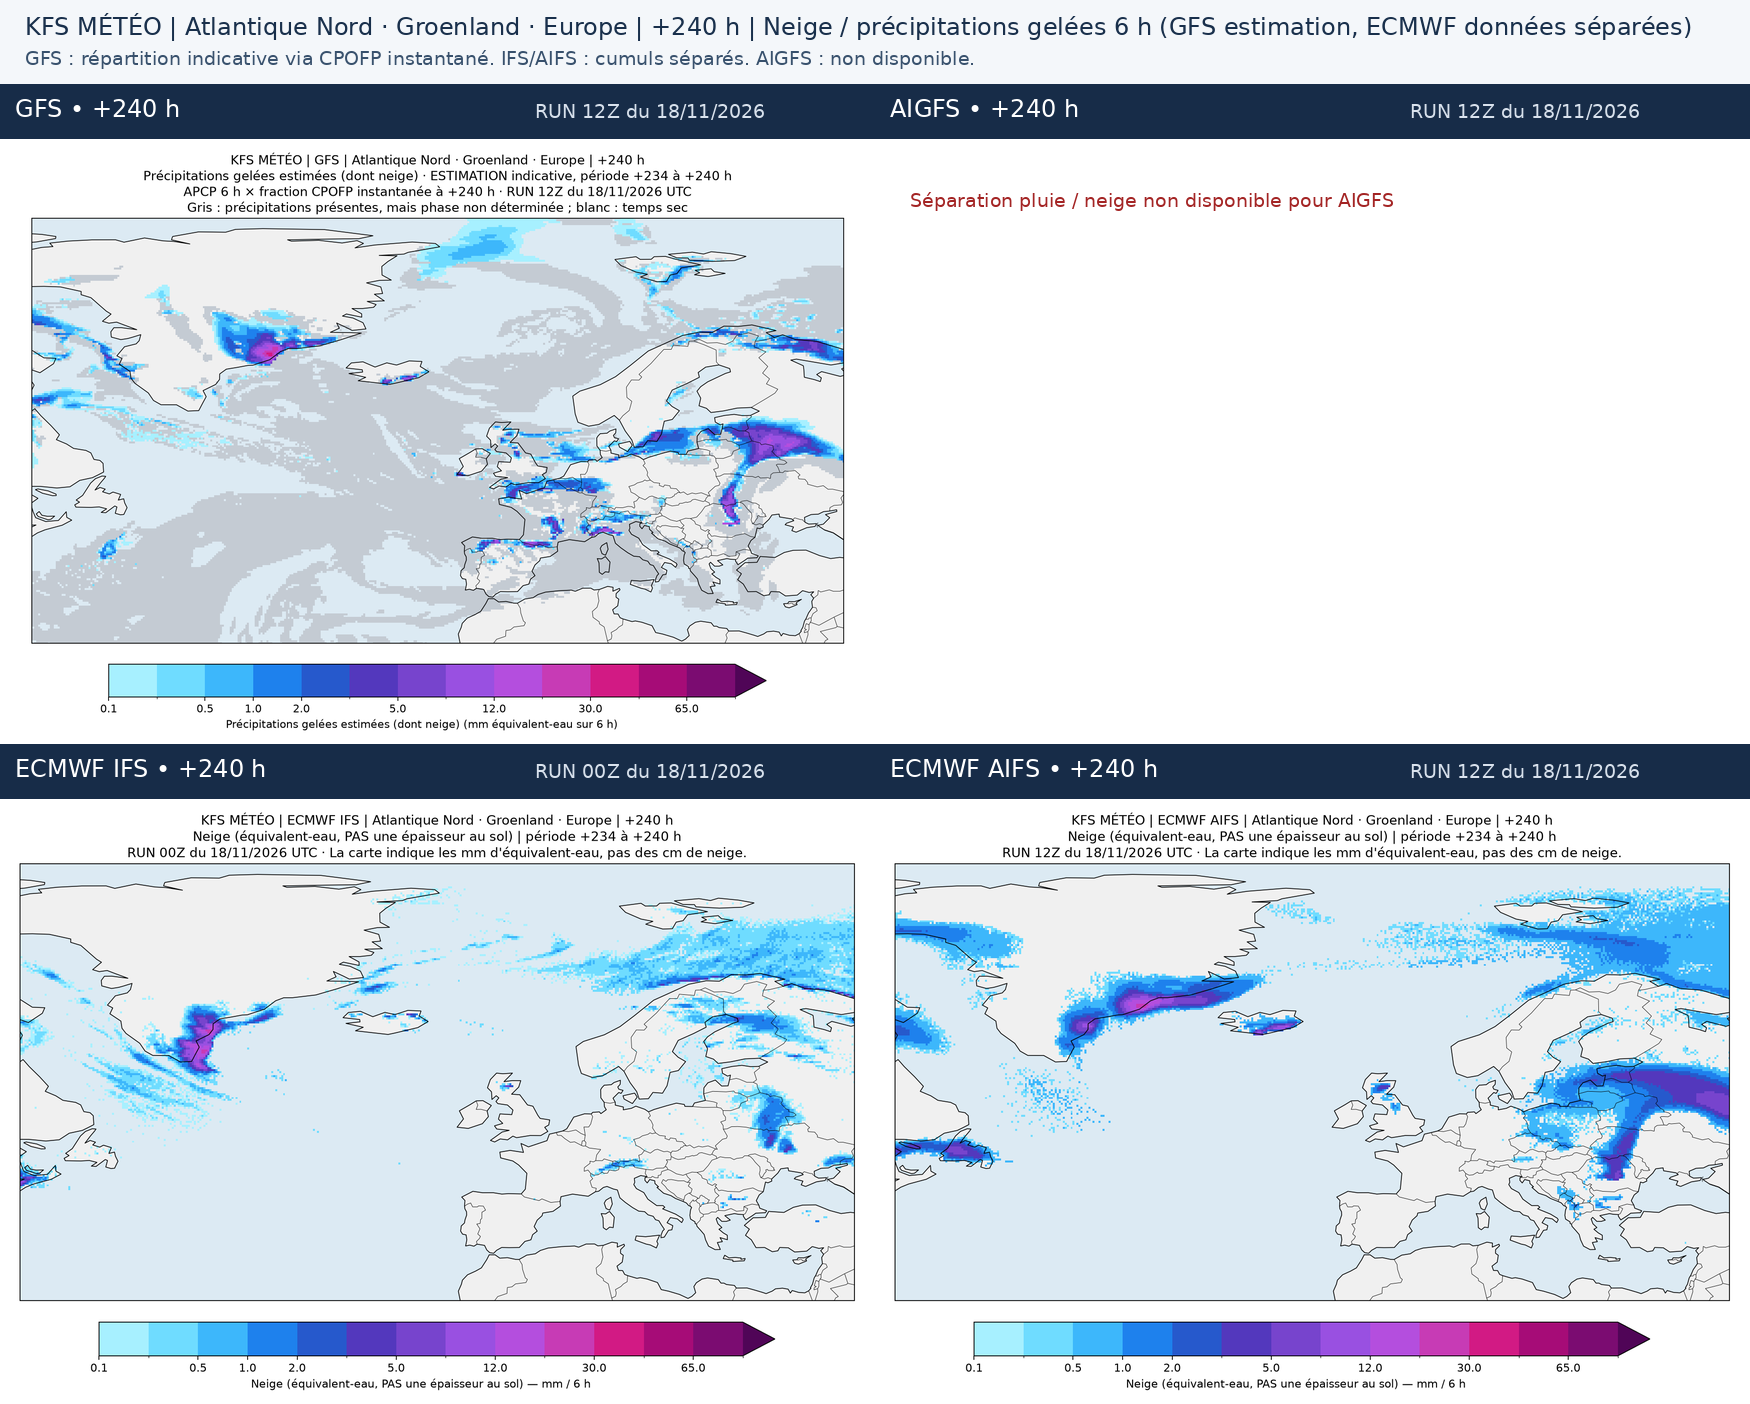 KFS MÉTÉO | Atlantique Nord · Groenland · Europe | +240 h | Neige / précipitations gelées 6 h (GFS estimation, ECMWF données séparées)
GFS : répartition indicative via CPOFP instantané. IFS/AIFS : cumuls séparés. AIGFS : non disponible.
GFS • +240 h
RUN 12Z du 18/11/2026
KFS MÉTÉO | GFS | Atlantique Nord · Groenland · Europe | +240 h
Précipitations gelées estimées (dont neige) · ESTIMATION indicative, période +234 à +240 h
APCP 6 h × fraction CPOFP instantanée à +240 h · RUN 12Z du 18/11/2026 UTC
Gris : précipitations présentes, mais phase non déterminée ; blanc : temps sec
0.1 0.5 1.0 2.0 5.0 12.0 30.0 65.0
Précipitations gelées estimées (dont neige) (mm équivalent-eau sur 6 h)
AIGFS • +240 h
RUN 12Z du 18/11/2026
Séparation pluie / neige non disponible pour AIGFS
ECMWF IFS • +240 h
RUN 00Z du 18/11/2026
KFS MÉTÉO | ECMWF IFS | Atlantique Nord · Groenland · Europe | +240 h
Neige (équivalent-eau, PAS une épaisseur au sol) | période +234 à +240 h
RUN 00Z du 18/11/2026 UTC · La carte indique les mm d'équivalent-eau, pas des cm de neige.
0.1 0.5 1.0 2.0 5.0 12.0 30.0 65.0
Neige (équivalent-eau, PAS une épaisseur au sol) — mm / 6 h
ECMWF AIFS • +240 h
RUN 12Z du 18/11/2026
KFS MÉTÉO | ECMWF AIFS | Atlantique Nord · Groenland · Europe | +240 h
Neige (équivalent-eau, PAS une épaisseur au sol) | période +234 à +240 h
RUN 12Z du 18/11/2026 UTC · La carte indique les mm d'équivalent-eau, pas des cm de neige.
0.1 0.5 1.0 2.0 5.0 12.0 30.0 65.0
Neige (équivalent-eau, PAS une épaisseur au sol) — mm / 6 h